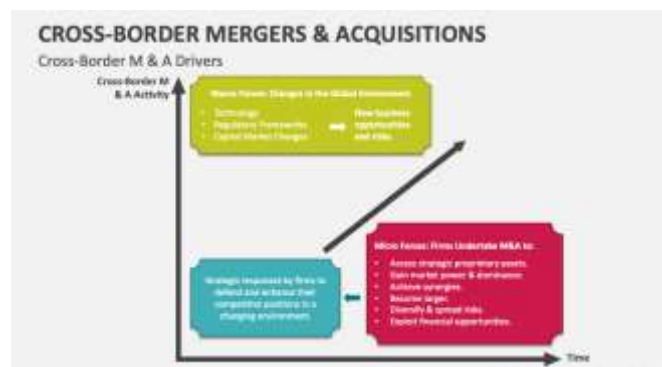 CROSS-BORDER MERGERS & ACQUISITIONS
Cross-Border M & A Drivers
Cross-Border M
& A Activity
Macro Forces: Changes in the Global Environment
• Technology
• Regulatory Frameworks
• Capital Market Changes
New business
opportunities
and risks.
Strategic responses by firms to
defend and enhance their
competitive positions in a
changing environment.
Micro Forces: Firms Undertake M&A to:
• Access strategic proprietary assets.
• Gain market power & dominance.
• Achieve synergies.
• Become larger.
• Diversify & spread risks.
• Exploit financial opportunities.
Time